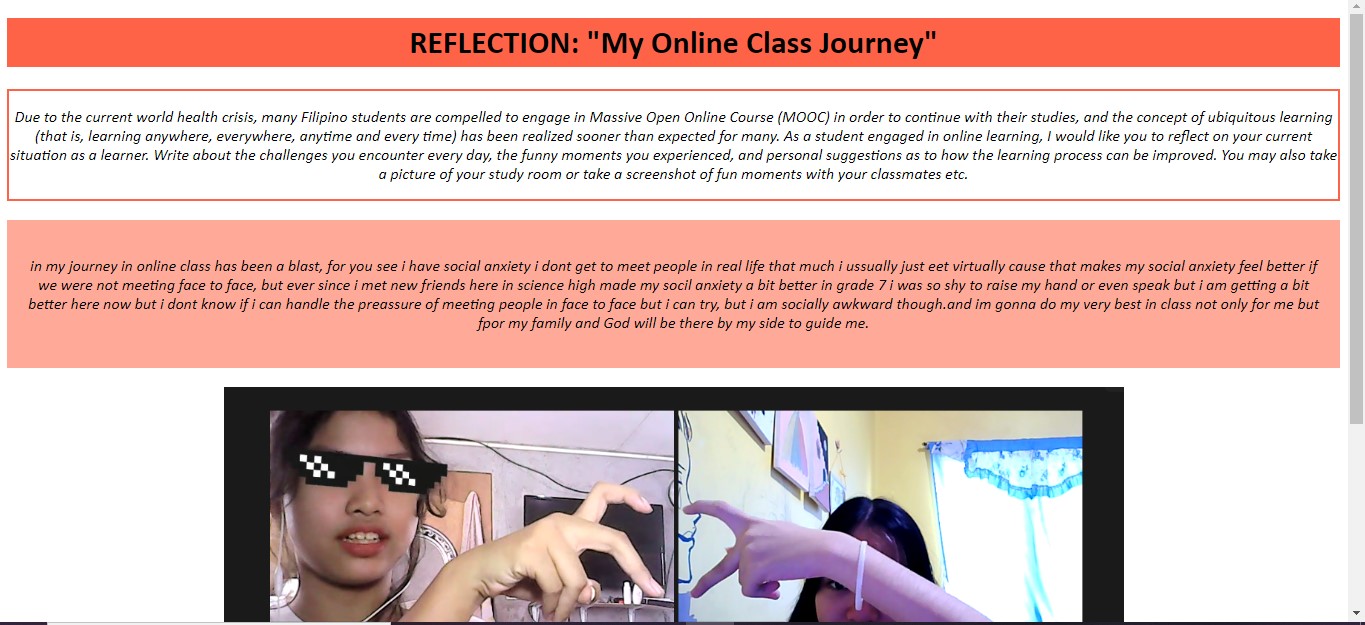 REFLECTION: "My Online Class Journey"
Due to the current world health crisis, many Filipino students are compelled to engage in Massive Open Online Course (MOOC) in order to continue with their studies, and the concept of ubiquitous learning
(that is, learning anywhere, everywhere, anytime and every time) has been realized sooner than expected for many. As a student engaged in online learning, I would like you to reflect on your current
situation as a learner. Write about the challenges you encounter every day, the funny moments you experienced, and personal suggestions as to how the learning process can be improved. You may also take
a picture of your study room or take a screenshot of fun moments with your classmates etc.
in my journey in online class has been a blast, for you see i have social anxiety i dont get to meet people in real life that much i ussually just eet virtually cause that makes my social anxiety feel better if
we were not meeting face to face, but ever since i met new friends here in science high made my socil anxiety a bit better in grade 7 i was so shy to raise my hand or even speak but i am getting a bit
better here now but i dont know if i can handle the preassure of meeting people in face to face but i can try, but i am socially awkward though.and im gonna do my very best in class not only for me but
fpor my family and God will be there by my side to guide me.